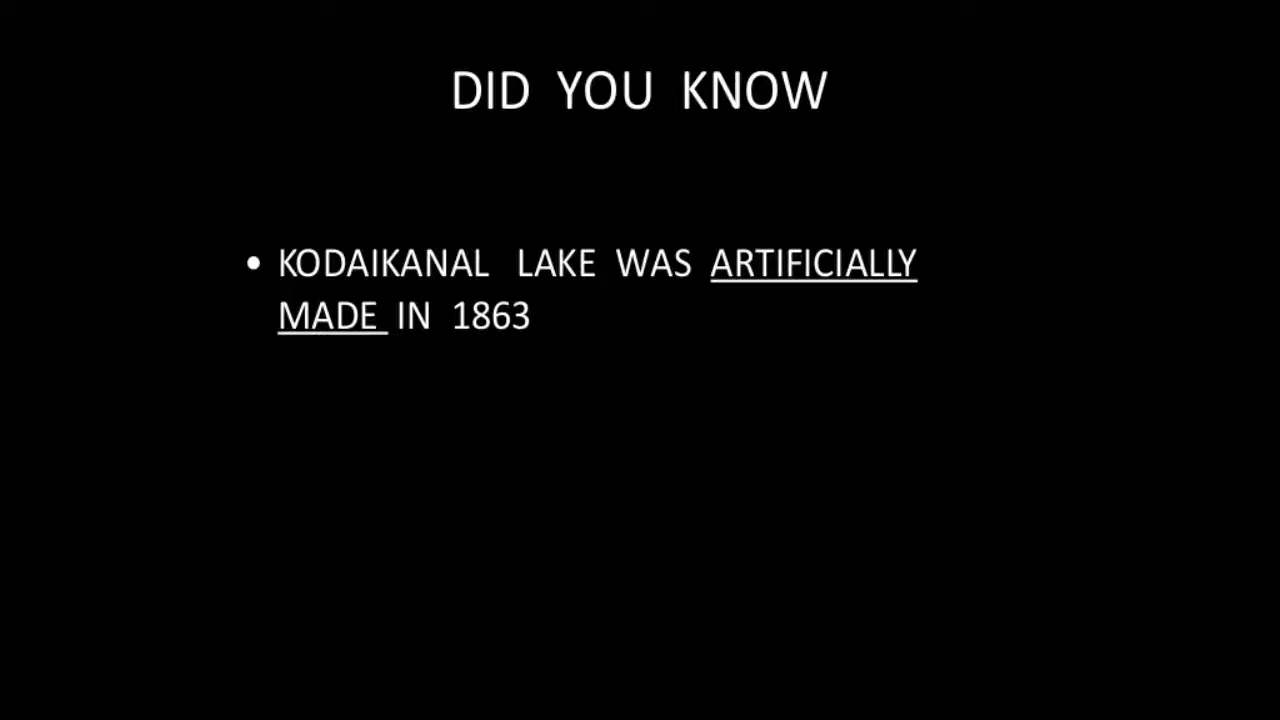 DID YOU KNOW
• KODAIKANAL LAKE WAS ARTIFICIALLY
MADE IN 1863